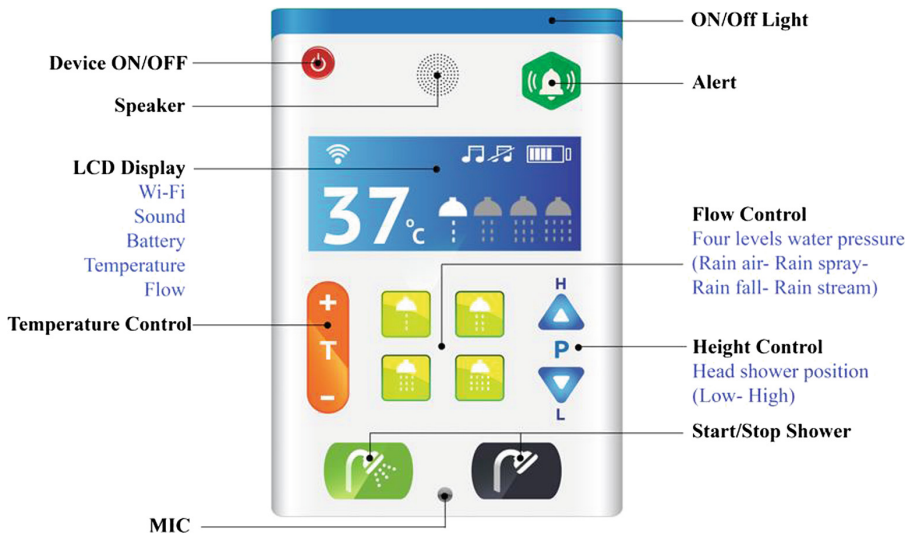 ON/Off Light
Device ON/OFF
Alert
Speaker
LCD Display
Wi-Fi
Sound
Battery
Temperature
Flow
37°C
Flow Control
Four levels water pressure
(Rain air- Rain spray-
Rain fall- Rain stream)
Temperature Control
+
T
-
H
P
L
Height Control
Head shower position
(Low- High)
Start/Stop Shower
MIC